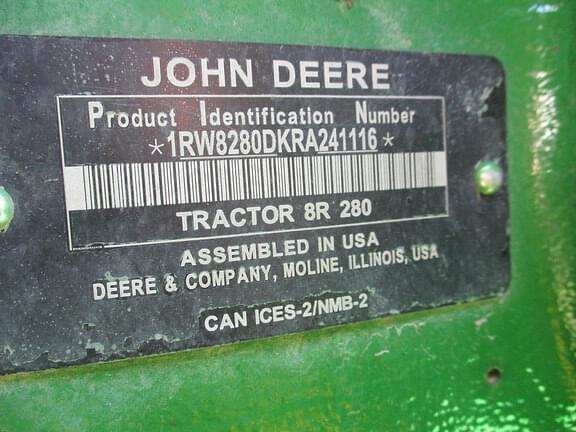 JOHN DEERE
Product Identification Number
*1RW8280DKRA241116*
TRACTOR 8R 280
ASSEMBLED IN USA
DEERE & COMPANY, MOLINE, ILLINOIS, USA
CAN ICES-2/NMB-2